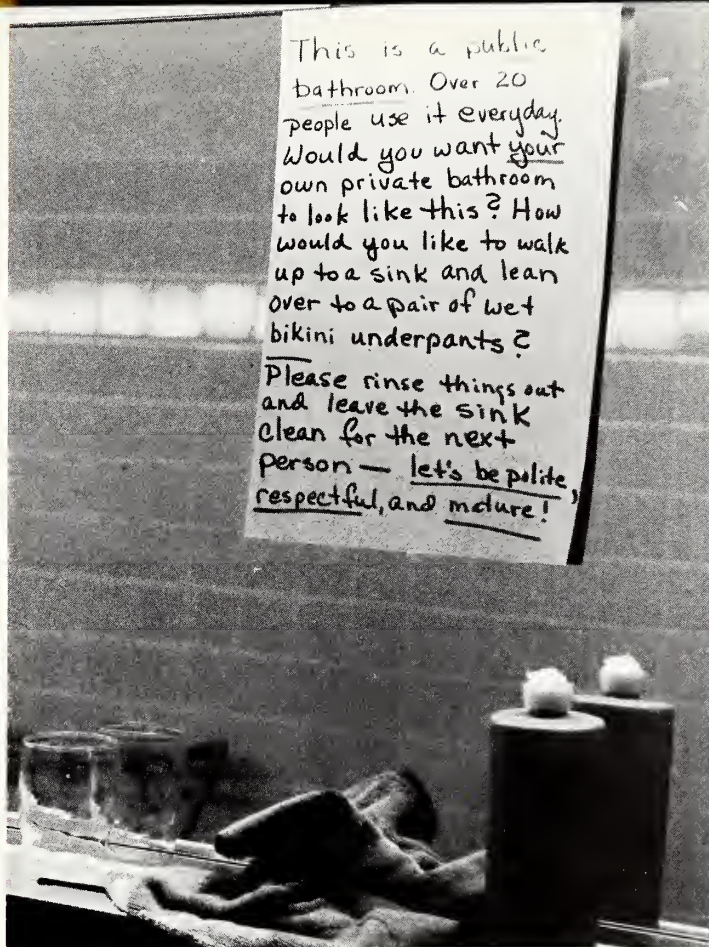 This is a public
bathroom. Over 20
people use it everyday.
Would you want your
own private bathroom
to look like this? How
would you like to walk
up to a sink and lean
over to a pair of wet
bikini underpants?
Please rinse things out
and leave the sink
clean for the next
person — let's be polite,
respectful, and mature!